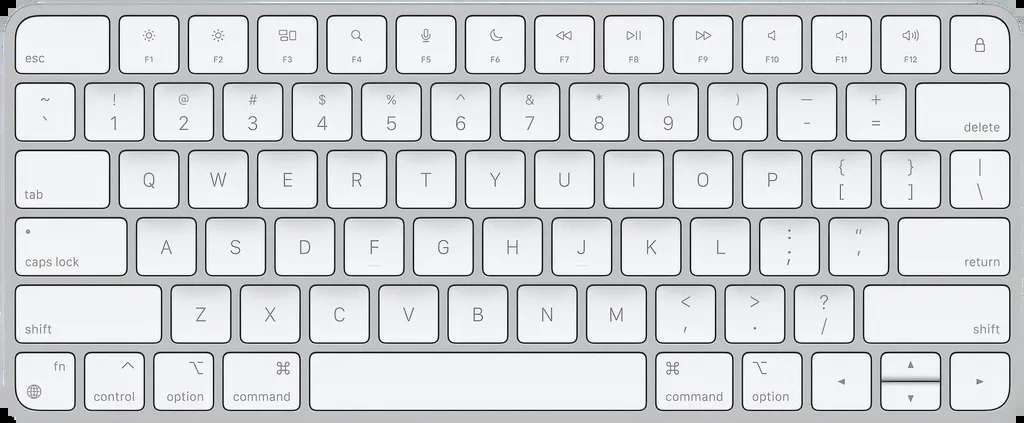 esc F1 F2 F3 F4 F5 F6 F7 F8 F9 F10 F11 F12
~ ! @ # $ % ^ & * ( ) — +
` 1 2 3 4 5 6 7 8 9 0 - = delete
tab Q W E R T Y U I O P { [ } ] | \
caps lock A S D F G H J K L : ; “ ‘ return
shift Z X C V B N M < , > . ? / shift
fn ^ ⌥ ⌘ ⌘ ⌥ ◄ ▲ ►
control option command command option ▼